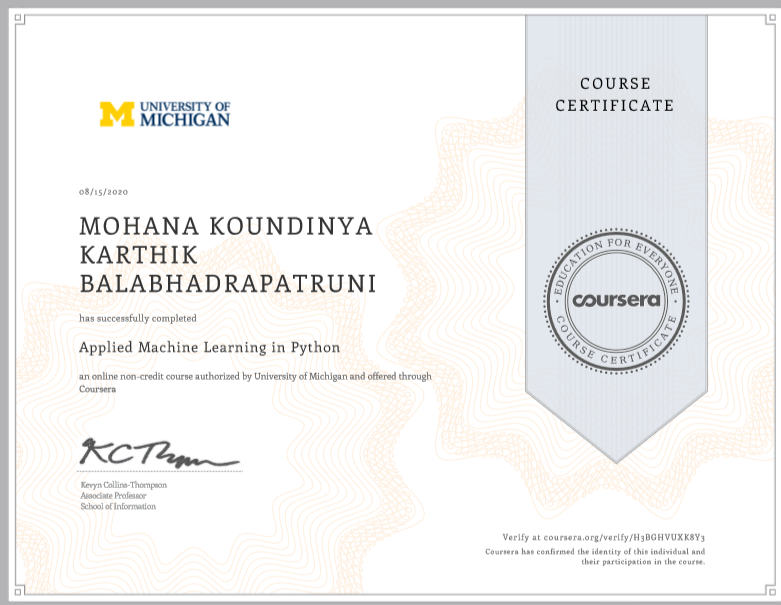 UNIVERSITY OF
MICHIGAN
COURSE
CERTIFICATE
08/15/2020
MOHANA KOUNDINYA
KARTHIK
BALABHADRAPATRUNI
has successfully completed
Applied Machine Learning in Python
an online non-credit course authorized by University of Michigan and offered through
Coursera
EDUCATION FOR EVERYONE
coursera
COURSE CERTIFICATE
Kevyn Collins-Thompson
Associate Professor
School of Information
Verify at coursera.org/verify/H3BGHVUXK8Y3
Coursera has confirmed the identity of this individual and
their participation in the course.